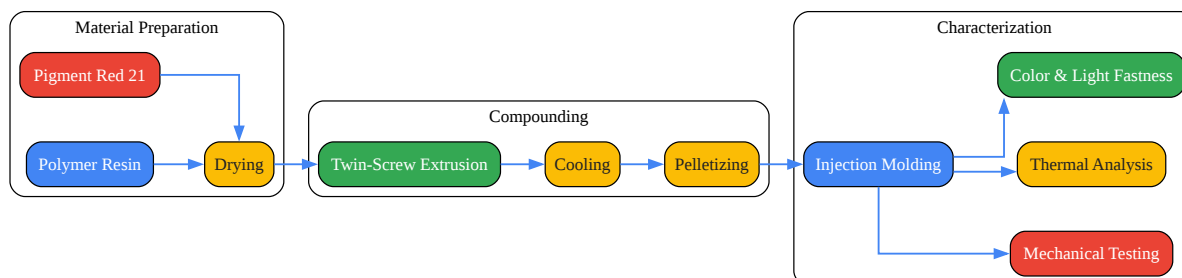 Material Preparation
Pigment Red 21
Polymer Resin
Drying
Compounding
Twin-Screw Extrusion
Cooling
Pelletizing
Characterization
Injection Molding
Color & Light Fastness
Thermal Analysis
Mechanical Testing